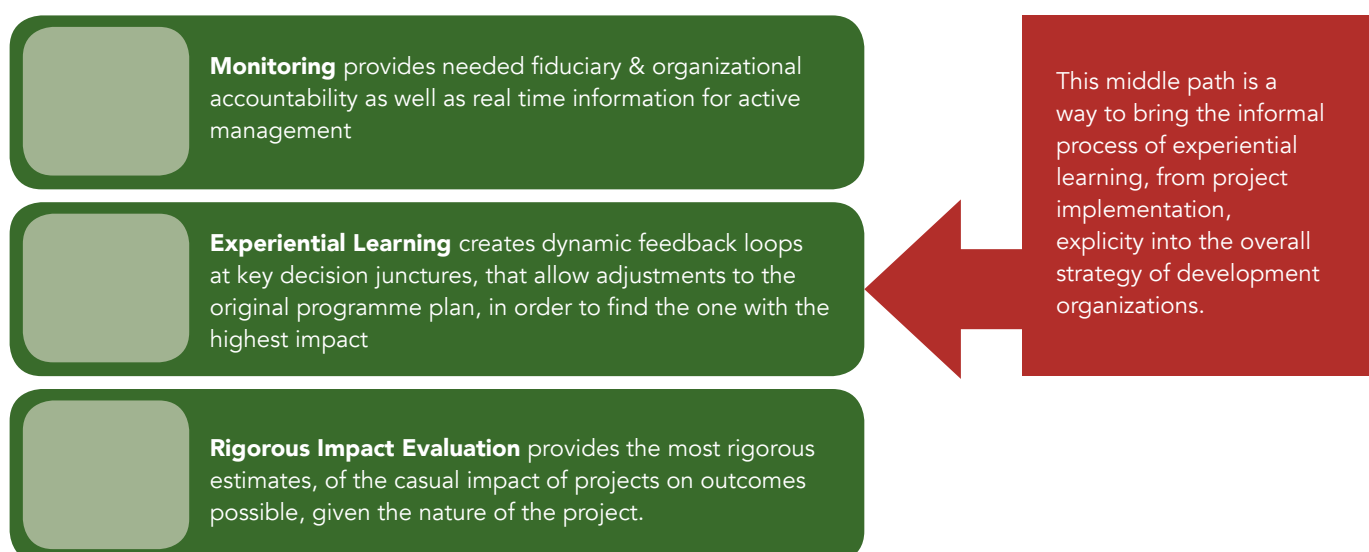 Monitoring provides needed fiduciary & organizational
accountability as well as real time information for active
management
Experiential Learning creates dynamic feedback loops
at key decision junctures, that allow adjustments to the
original programme plan, in order to find the one with the
highest impact
Rigorous Impact Evaluation provides the most rigorous
estimates, of the casual impact of projects on outcomes
possible, given the nature of the project.
This middle path is a
way to bring the informal
process of experiential
learning, from project
implementation,
explicity into the overall
strategy of development
organizations.